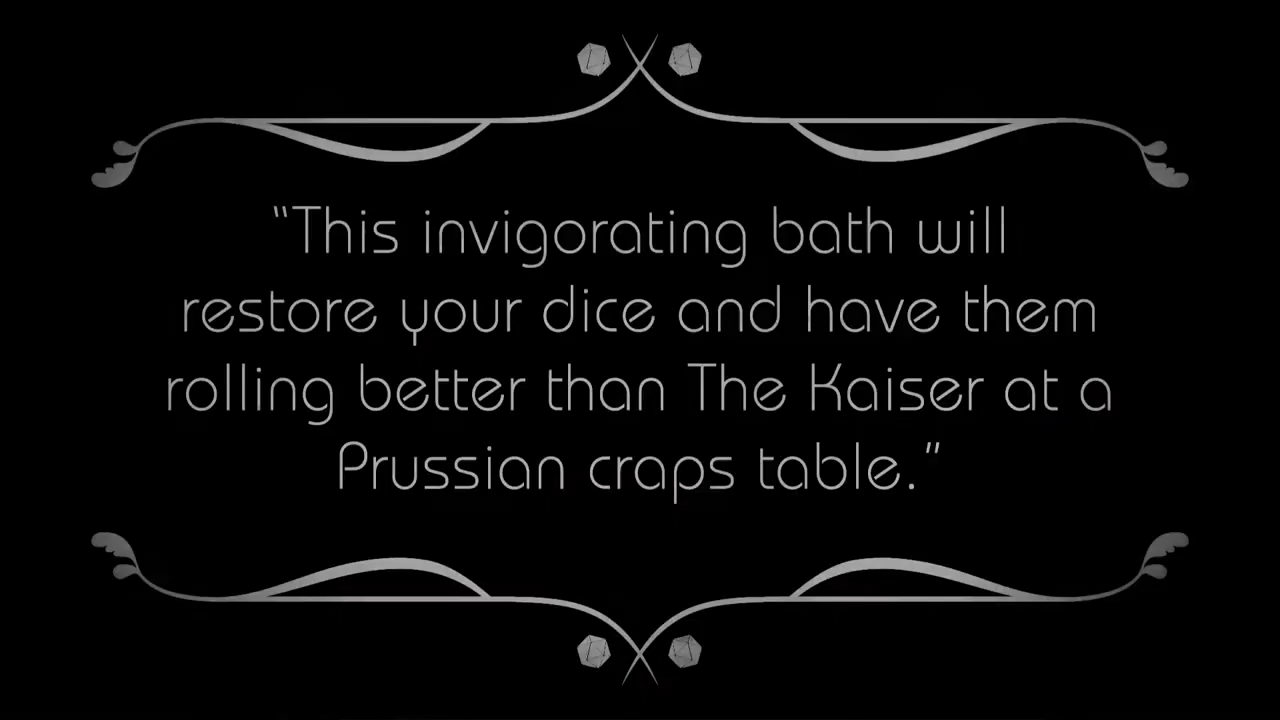 "This invigorating bath will
restore your dice and have them
rolling better than The Kaiser at a
Prussian craps table."